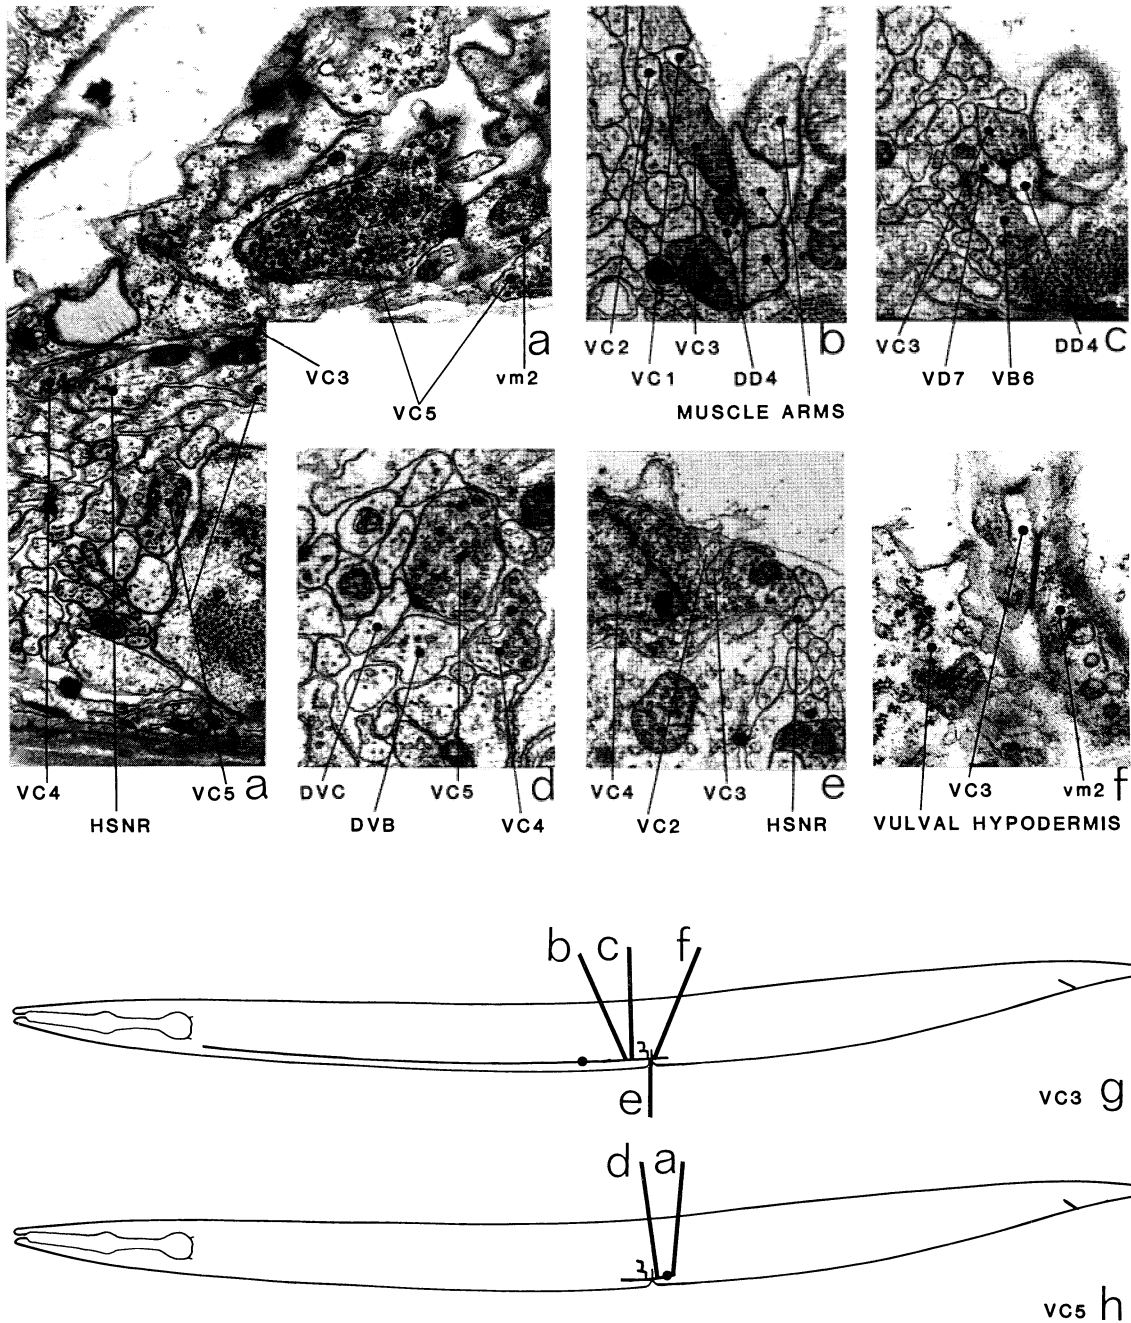 a
b
c
VC3
VC5
vm2
VC2
VC1
VC3
DD4
MUSCLE ARMS
VC3
VD7
VB6
DD4
VC4
HSNR
VC5
a
d
DVC
DVB
VC5
VC4
e
VC4
VC2
VC3
HSNR
f
VC3
vm2
VULVAL HYPODERMIS
b c f
e
VC3 g
d a
VC5 h